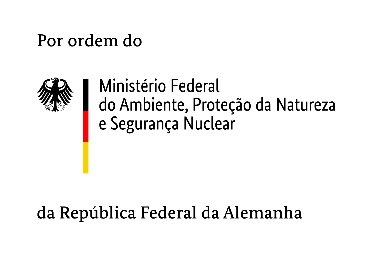 Por ordem do
Ministério Federal
do Ambiente, Proteção da Natureza
e Segurança Nuclear
da República Federal da Alemanha